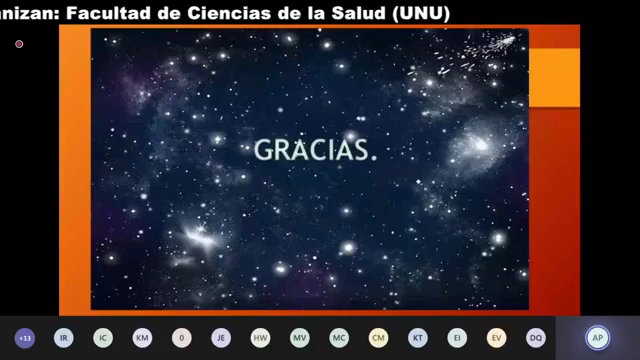 nizan: Facultad de Ciencias de la Salud (UNU)
GRACIAS.
+13 IR IC KM 0 JE HW MV MC CM KT EI EV DQ AP